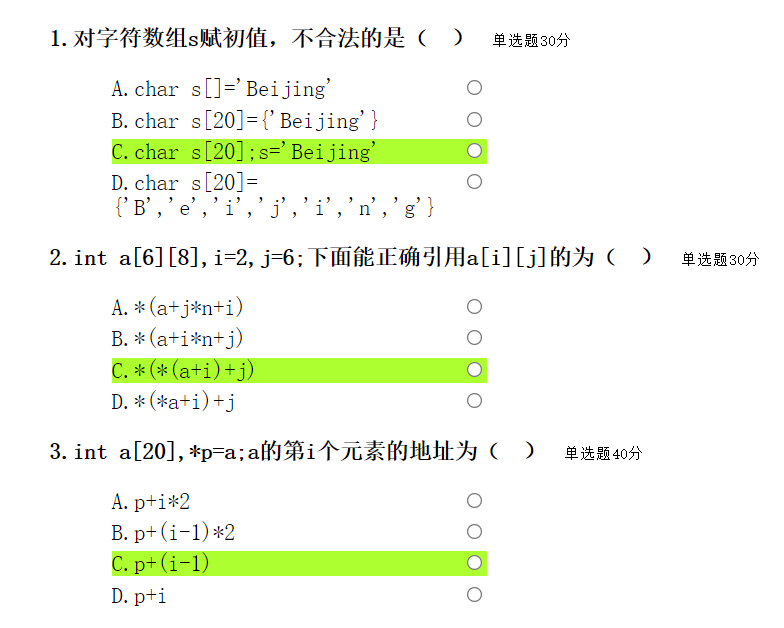 1.对字符数组s赋初值，不合法的是（　） 单选题30分
A.char s[]='Beijing'
B.char s[20]={'Beijing'}
C.char s[20];s='Beijing'
D.char s[20]=
{'B','e','i','j','i','n','g'}
2.int a[6][8],i=2,j=6;下面能正确引用a[i][j]的为（　） 单选题30分
A.*(a+j*n+i)
B.*(a+i*n+j)
C.*(*(a+i)+j)
D.*(*a+i)+j
3.int a[20],*p=a;a的第i个元素的地址为（　） 单选题40分
A.p+i*2
B.p+(i-1)*2
C.p+(i-1)
D.p+i